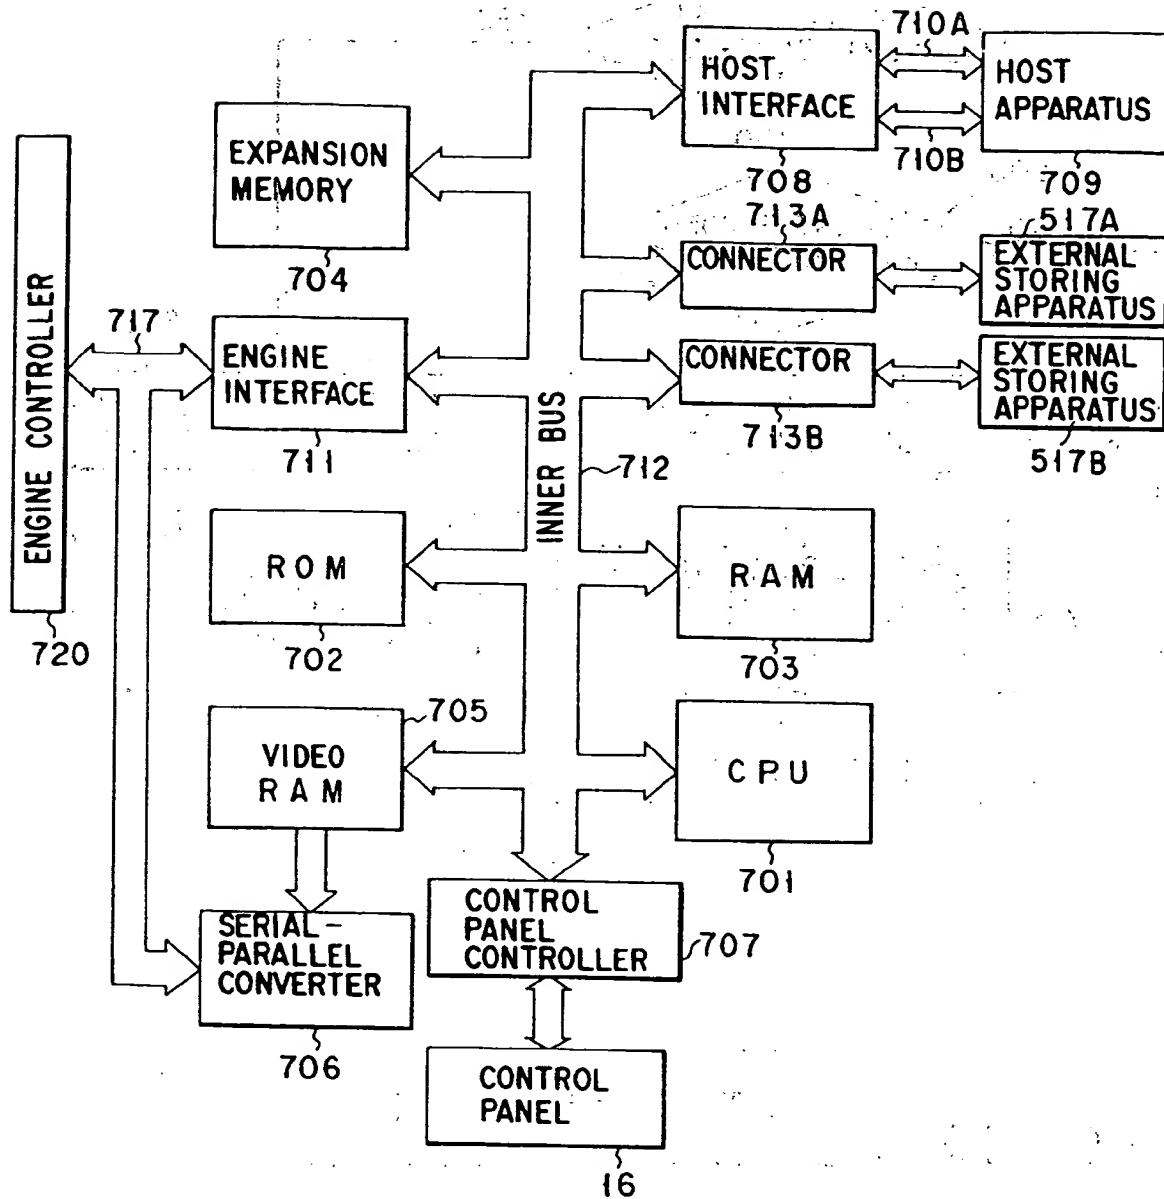 710A
HOST
INTERFACE
HOST
APPARATUS
710B
708
709
EXPANSION
MEMORY
704
713A
CONNECTOR
517A
EXTERNAL
STORING
APPARATUS
ENGINE CONTROLLER
720
717
ENGINE
INTERFACE
711
CONNECTOR
713B
EXTERNAL
STORING
APPARATUS
517B
INNER BUS
712
ROM
702
RAM
703
VIDEO
RAM
705
CPU
701
SERIAL-
PARALLEL
CONVERTER
706
CONTROL
PANEL
CONTROLLER
707
CONTROL
PANEL
16